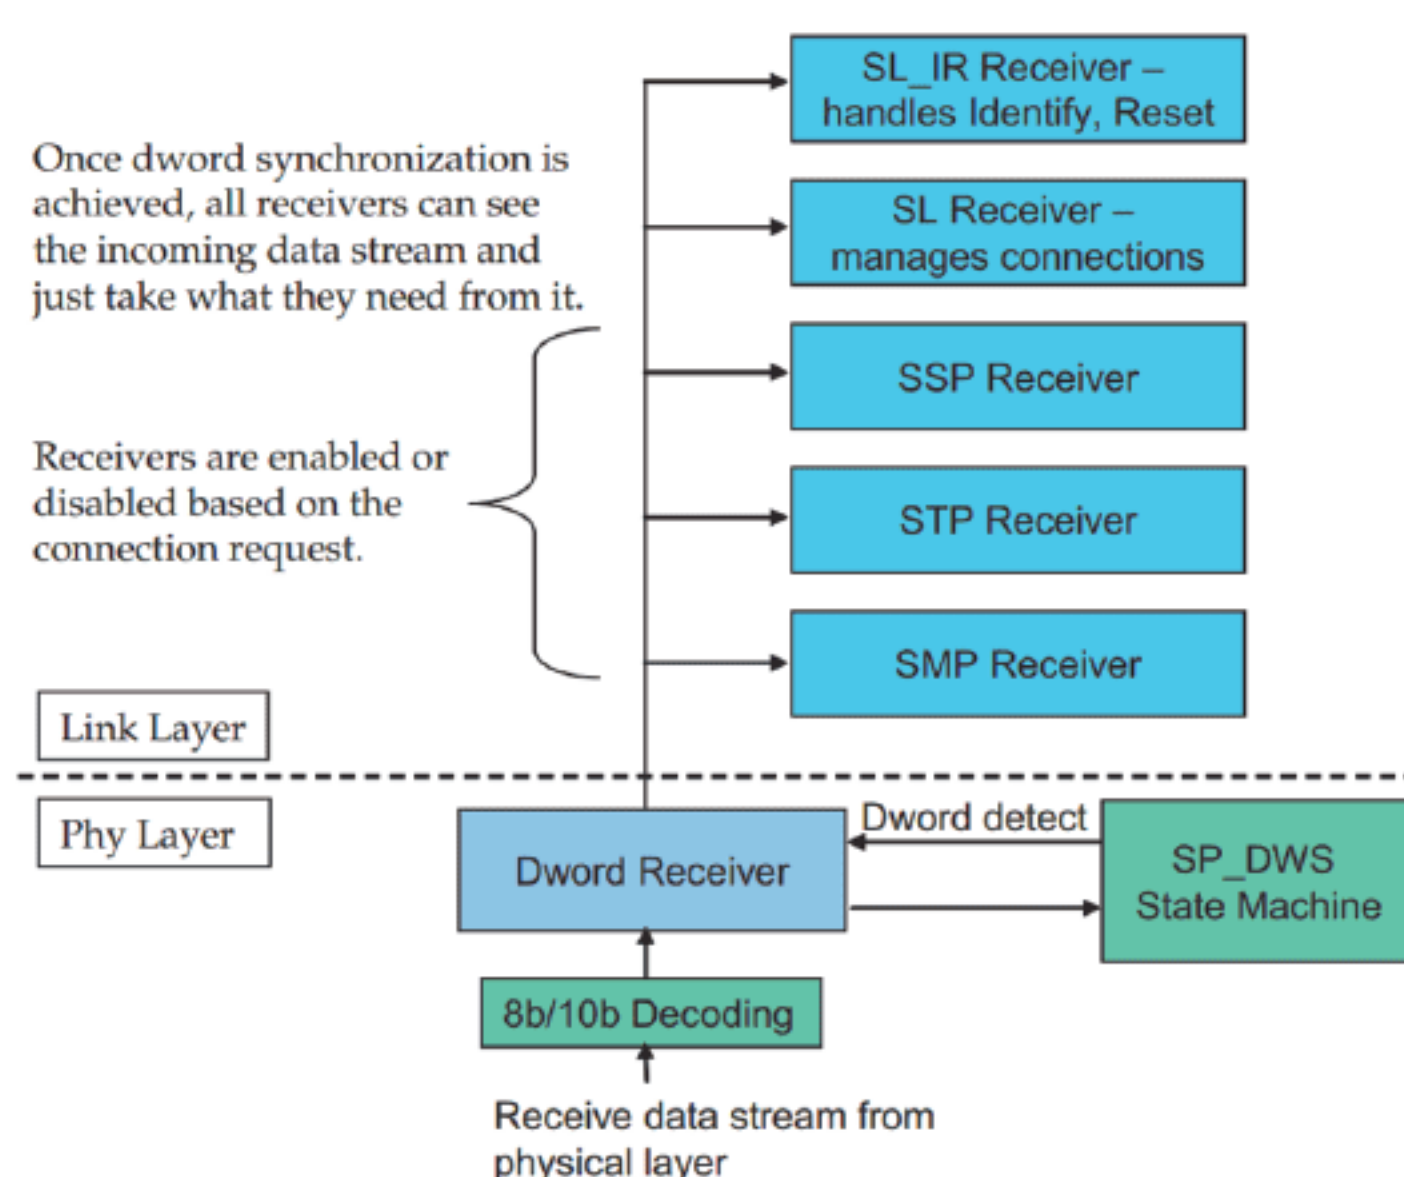 SL_IR Receiver –
handles Identify, Reset
Once dword synchronization is
achieved, all receivers can see
the incoming data stream and
just take what they need from it.
SL Receiver –
manages connections
SSP Receiver
Receivers are enabled or
disabled based on the
connection request.
STP Receiver
SMP Receiver
Link Layer
Phy Layer
Dword Receiver
Dword detect
SP_DWS
State Machine
8b/10b Decoding
Receive data stream from
physical layer